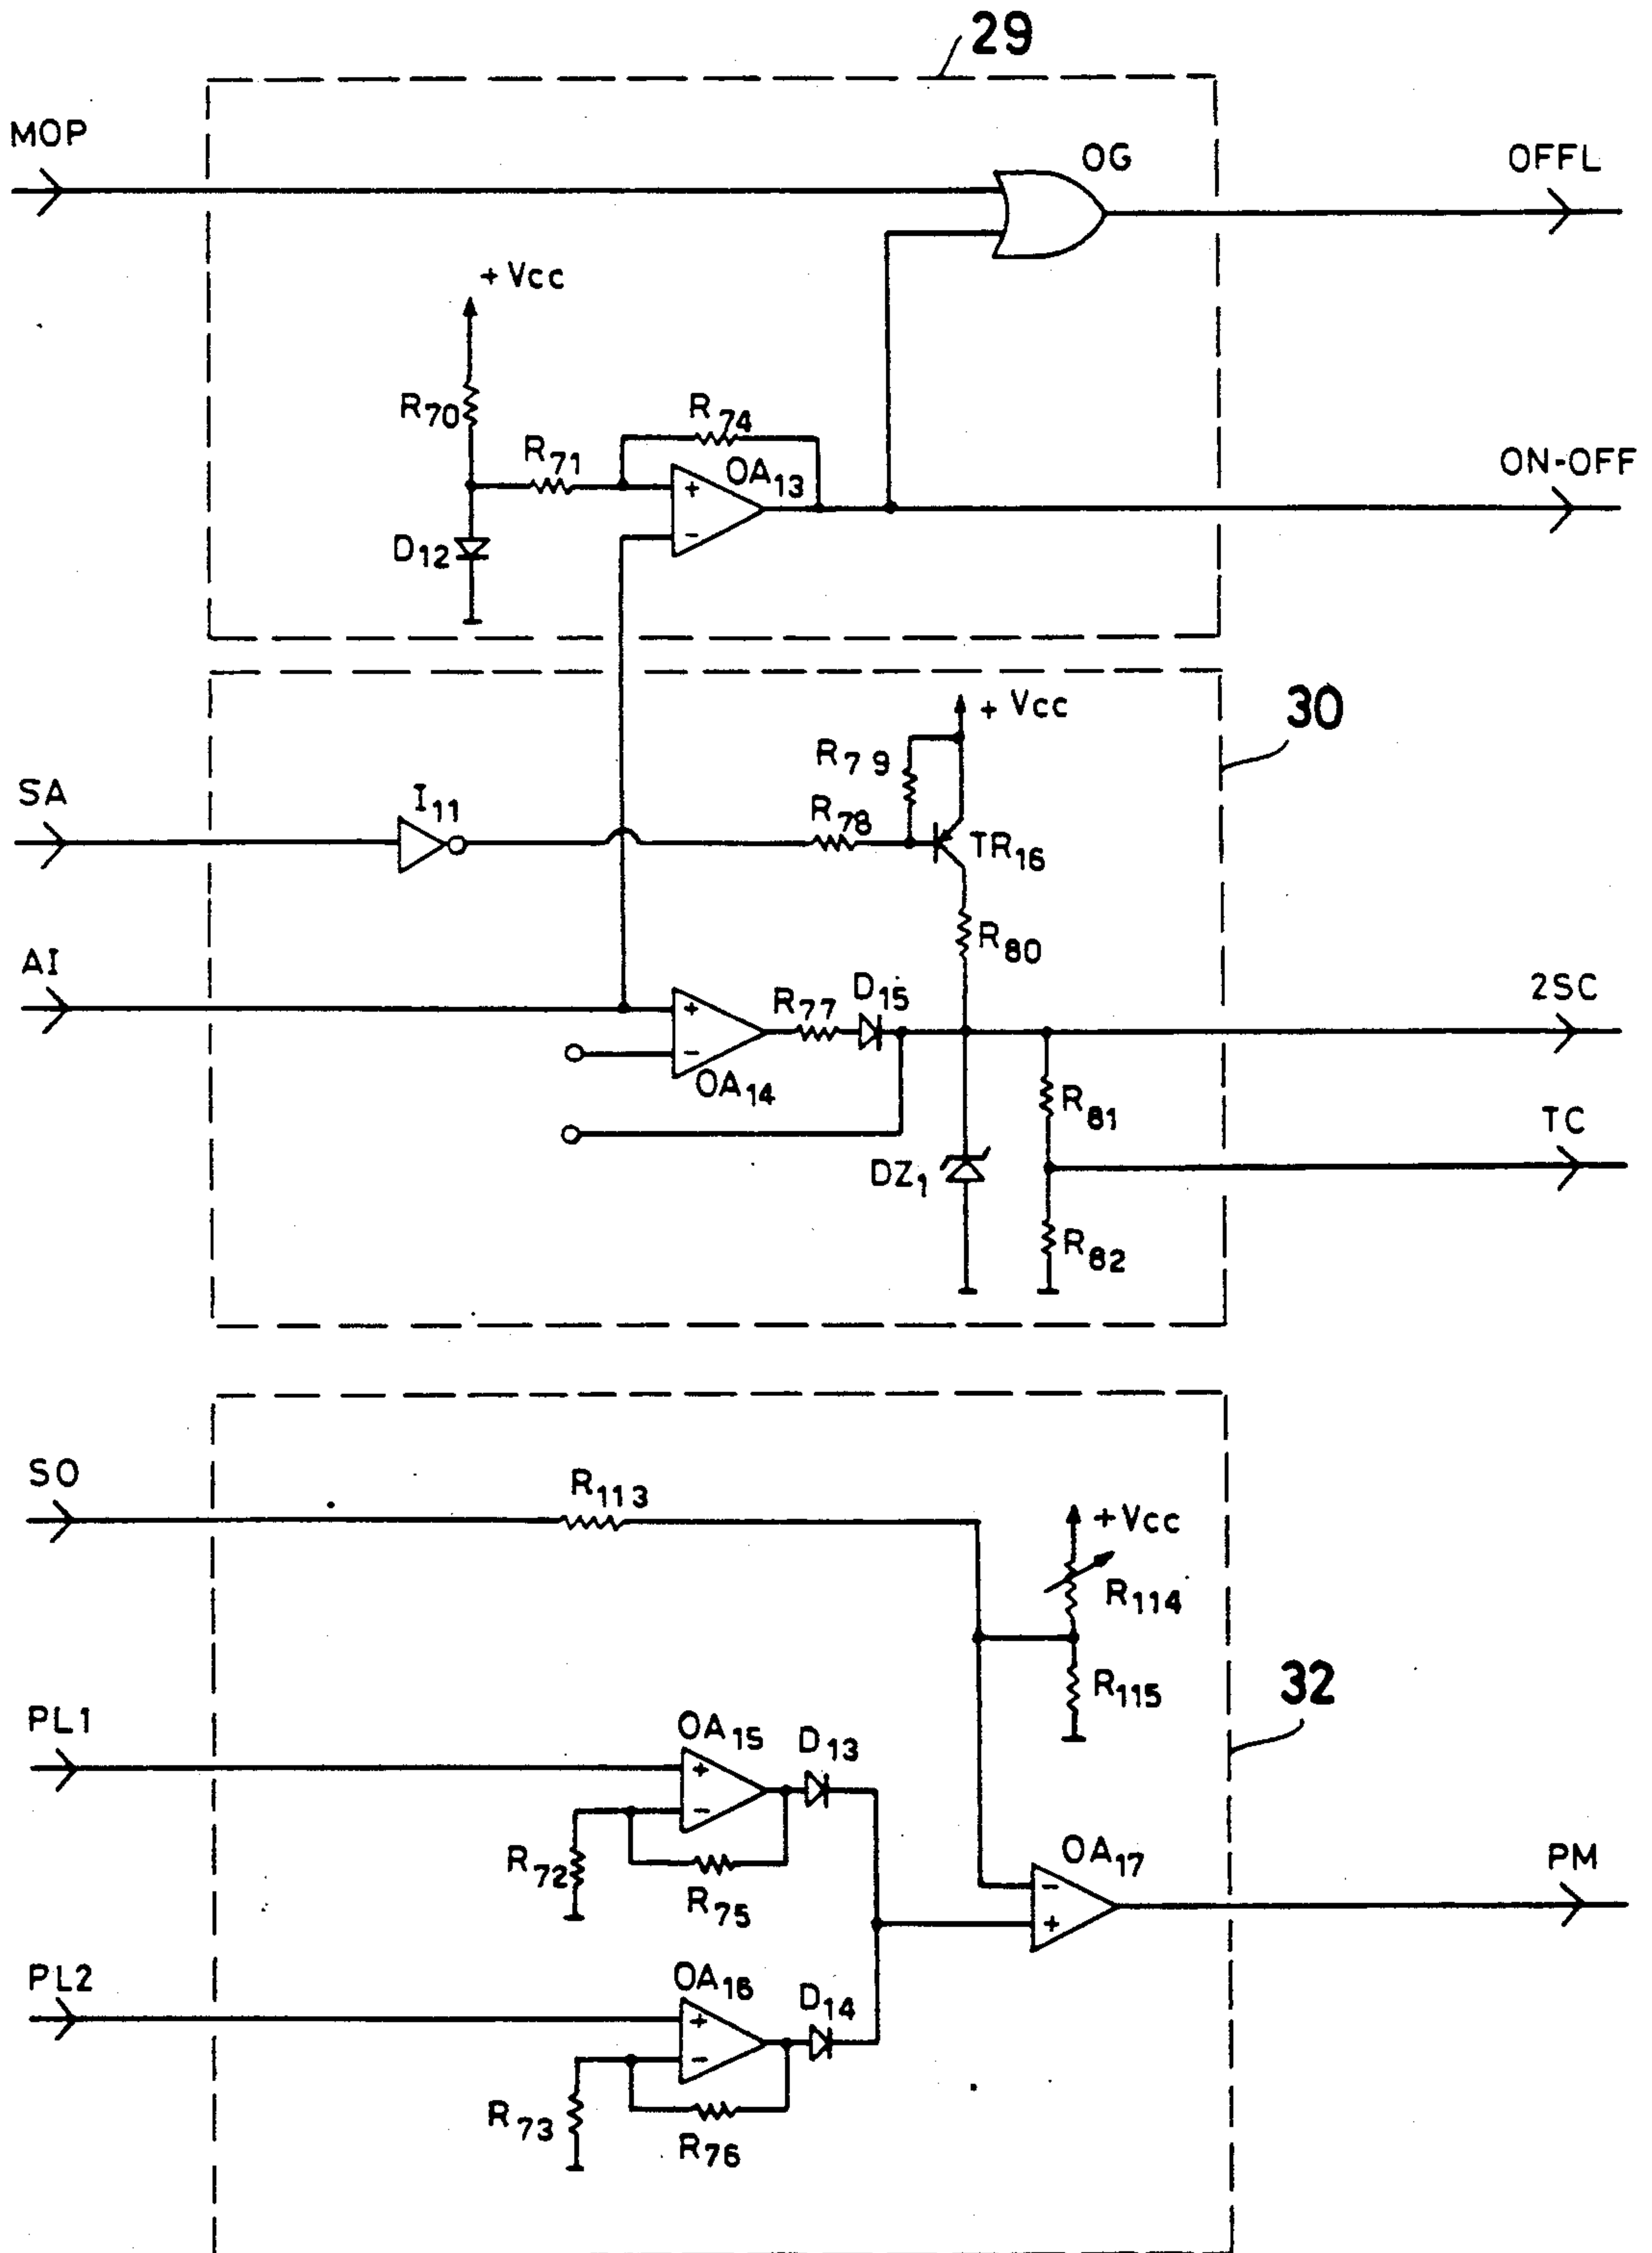 29
MOP
OG
OFFL
+ Vcc
R70
R74
R71
OA13
ON-OFF
D12
+ Vcc
30
R79
SA
I11
R78
TR16
R80
AI
R77
D15
2SC
OA14
R81
TC
DZ1
R82
SO
R113
+Vcc
R114
32
R115
PL1
OA15
D13
R72
OA17
PM
R75
PL2
OA16
D14
R73
R76
+
-
+
-
+
-
+
-
-
+